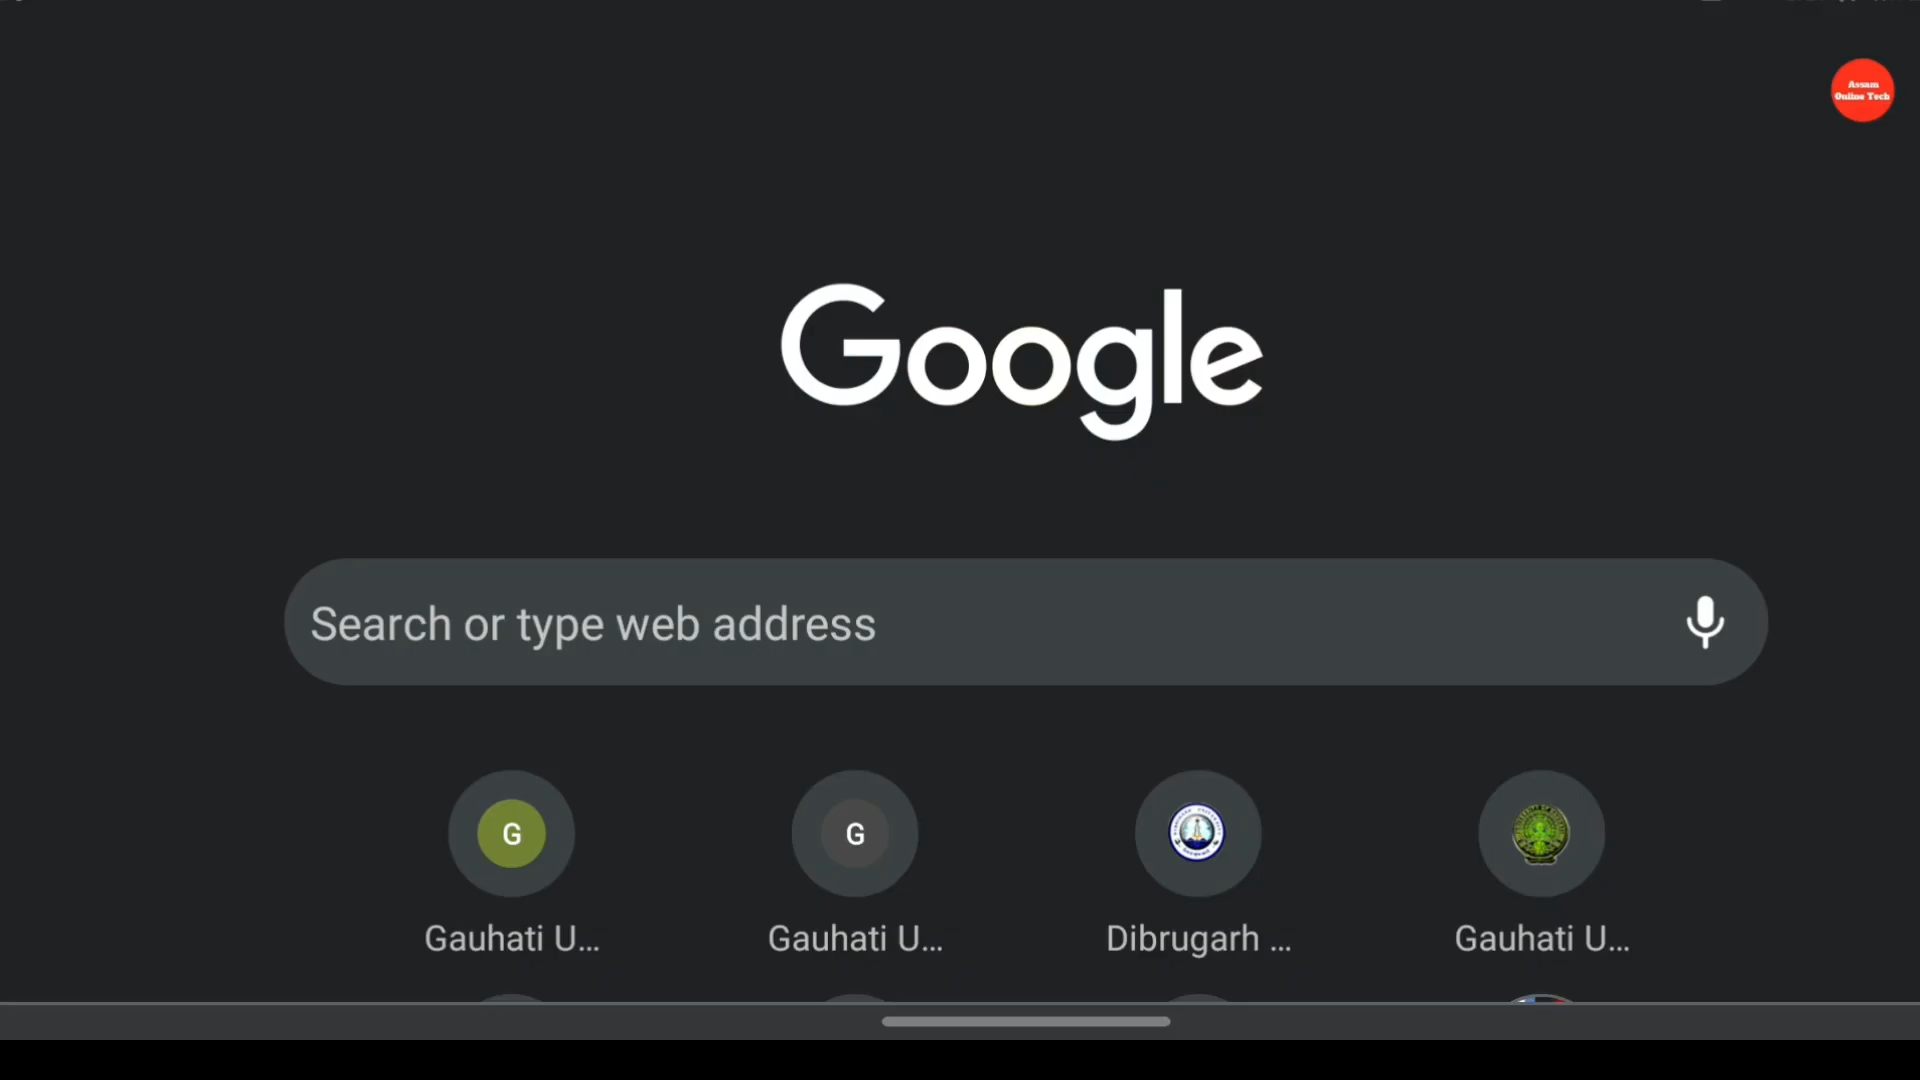 Assam
Online Tech
Google
Search or type web address
G
G
Gauhati U...
Gauhati U...
Dibrugarh ...
Gauhati U...